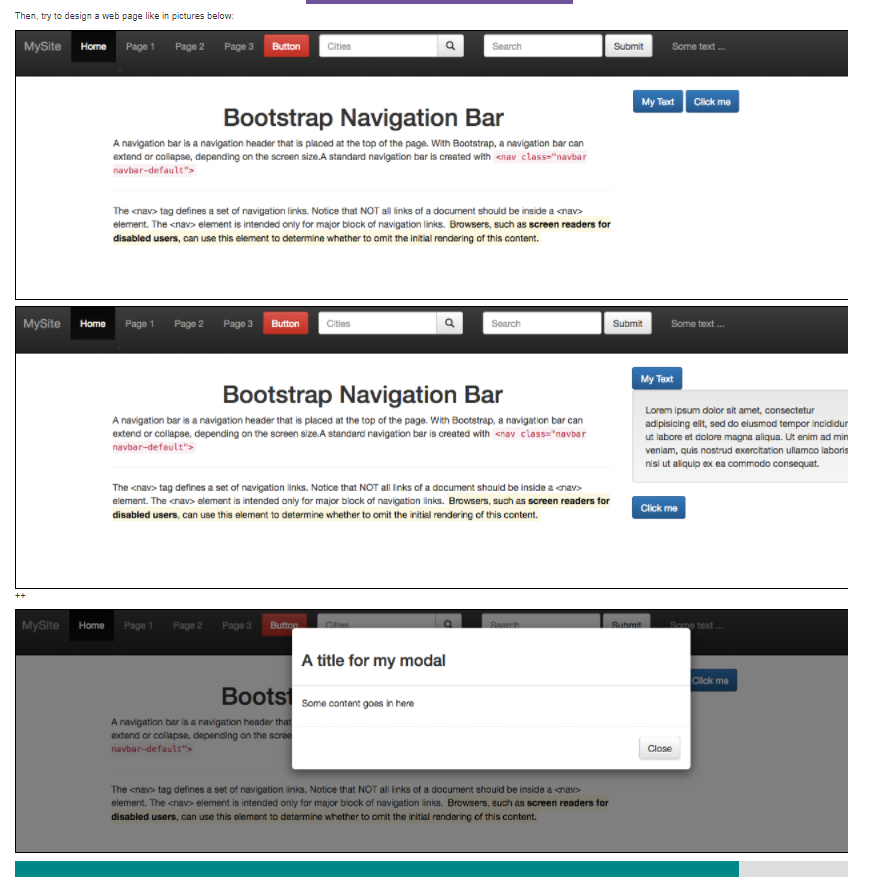 Then, try to design a web page like in pictures below:
MySite Home Page 1 Page 2 Page 3 Button Cities Search Submit Some text ...
My Text Click me
Bootstrap Navigation Bar
A navigation bar is a navigation header that is placed at the top of the page. With Bootstrap, a navigation bar can
extend or collapse, depending on the screen size.A standard navigation bar is created with <nav class="navbar
navbar-default">
The <nav> tag defines a set of navigation links. Notice that NOT all links of a document should be inside a <nav>
element. The <nav> element is intended only for major block of navigation links. Browsers, such as screen readers for
disabled users, can use this element to determine whether to omit the initial rendering of this content.
MySite Home Page 1 Page 2 Page 3 Button Cities Search Submit Some text ...
My Text
Bootstrap Navigation Bar
A navigation bar is a navigation header that is placed at the top of the page. With Bootstrap, a navigation bar can
extend or collapse, depending on the screen size.A standard navigation bar is created with <nav class="navbar
navbar-default">
The <nav> tag defines a set of navigation links. Notice that NOT all links of a document should be inside a <nav>
element. The <nav> element is intended only for major block of navigation links. Browsers, such as screen readers for
disabled users, can use this element to determine whether to omit the initial rendering of this content.
Lorem ipsum dolor sit amet, consectetur
adipisicing elit, sed do eiusmod tempor incididur
ut labore et dolore magna aliqua. Ut enim ad min
veniam, quis nostrud exercitation ullamco laboris
nisi ut aliquip ex ea commodo consequat.
Click me
++
MySite Home Page 1 Page 2 Page 3 Button Cities Search Submit Some text ...
A title for my modal
Click me
Bootst
Some content goes in here
A navigation bar is a navigation header that
extend or collapse, depending on the scree
navbar-default">
Close
The <nav> tag defines a set of navigation links. Notice that NOT all links of a document should be inside a <nav>
element. The <nav> element is intended only for major block of navigation links. Browsers, such as screen readers for
disabled users, can use this element to determine whether to omit the initial rendering of this content.